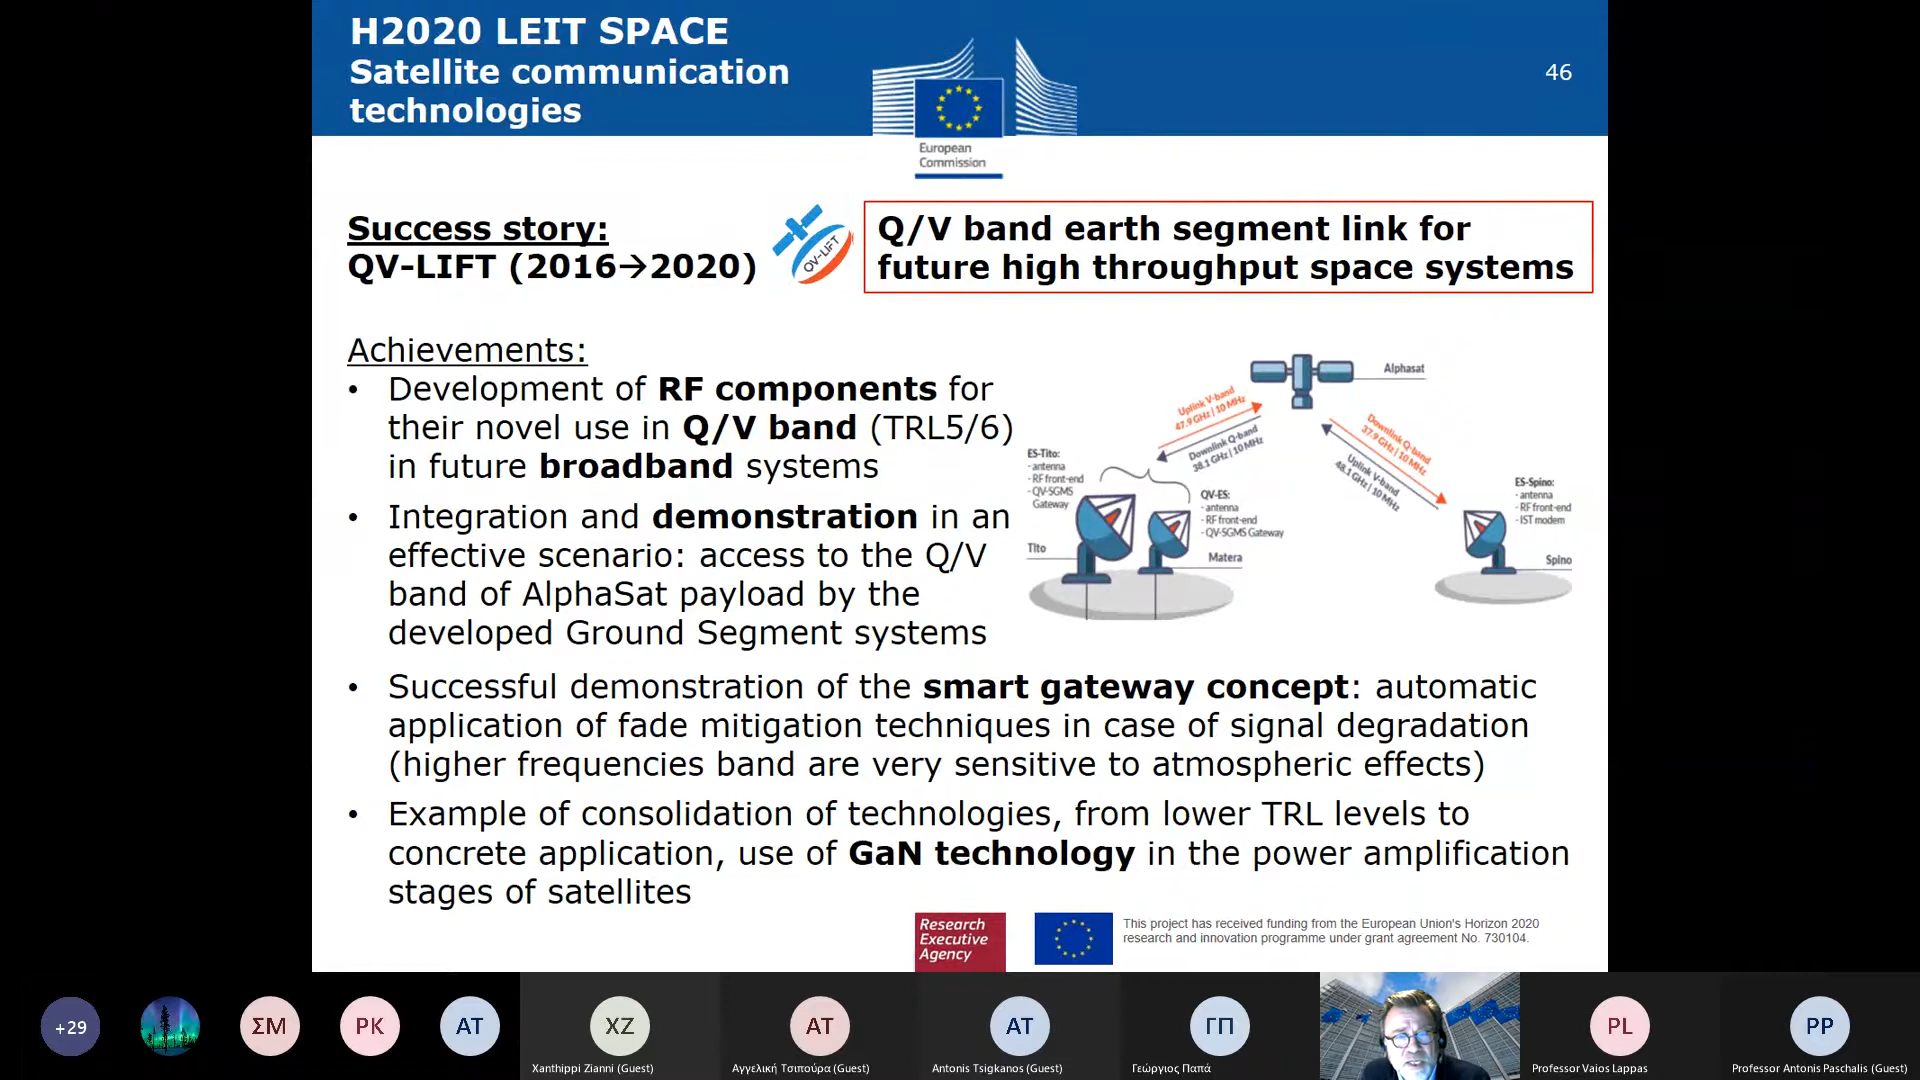 H2020 LEIT SPACE
Satellite communication
technologies
46
European
Commission
Success story:
QV-LIFT (2016→2020)
QV-LIFT
Q/V band earth segment link for
future high throughput space systems
Achievements:
• Development of RF components for
their novel use in Q/V band (TRL5/6)
in future broadband systems
• Integration and demonstration in an
effective scenario: access to the Q/V
band of AlphaSat payload by the
developed Ground Segment systems
Alphasat
Uplink V-band
47.9 GHz | 10 MHz
Downlink Q-band
38.1 GHz | 10 MHz
Downlink Q-band
37.9 GHz | 10 MHz
Uplink V-band
48.1 GHz | 10 MHz
ES-Tito:
- antenna
- RF front-end
- QV-SGMS
Gateway
Tito
QV-ES:
- antenna
- RF front-end
- QV-SGMS Gateway
Matera
ES-Spino:
- antenna
- RF front-end
- IST modem
Spino
• Successful demonstration of the smart gateway concept: automatic
application of fade mitigation techniques in case of signal degradation
(higher frequencies band are very sensitive to atmospheric effects)
• Example of consolidation of technologies, from lower TRL levels to
concrete application, use of GaN technology in the power amplification
stages of satellites
Research
Executive
Agency
This project has received funding from the European Union's Horizon 2020
research and innovation programme under grant agreement No. 730104.
+29
ΣΜ
PK
AT
XZ
Xanthippi Zianni (Guest)
ΑΤ
Αγγελική Τσιπούρα (Guest)
AT
Antonis Tsigkanos (Guest)
ΓΠ
Γεώργιος Παπά
PL
Professor Vaios Lappas
PP
Professor Antonis Paschalis (Guest)